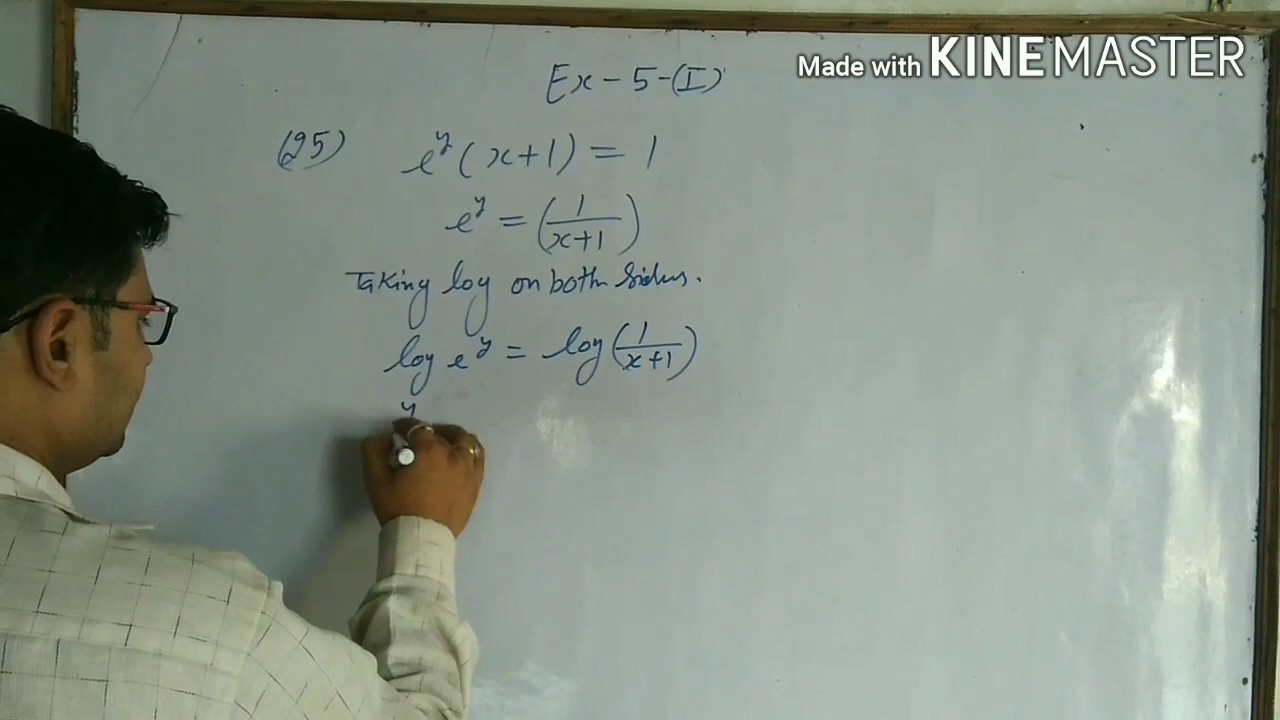 Made with KINEMASTER
Ex - 5 - (I)
(25) e^y (x+1) = 1
e^y = (1/(x+1))
Taking log on both sides.
log e^y = log (1/(x+1))
y